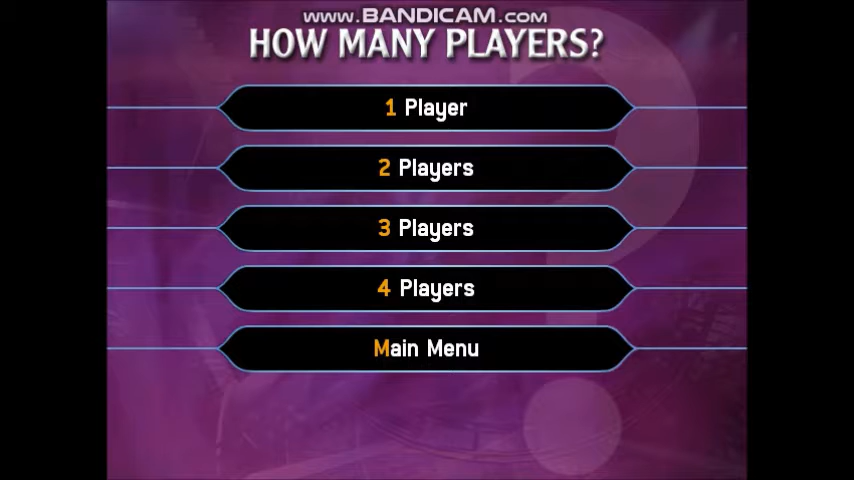 WWW.BANDICAM.COM
HOW MANY PLAYERS?
1 Player
2 Players
3 Players
4 Players
Main Menu